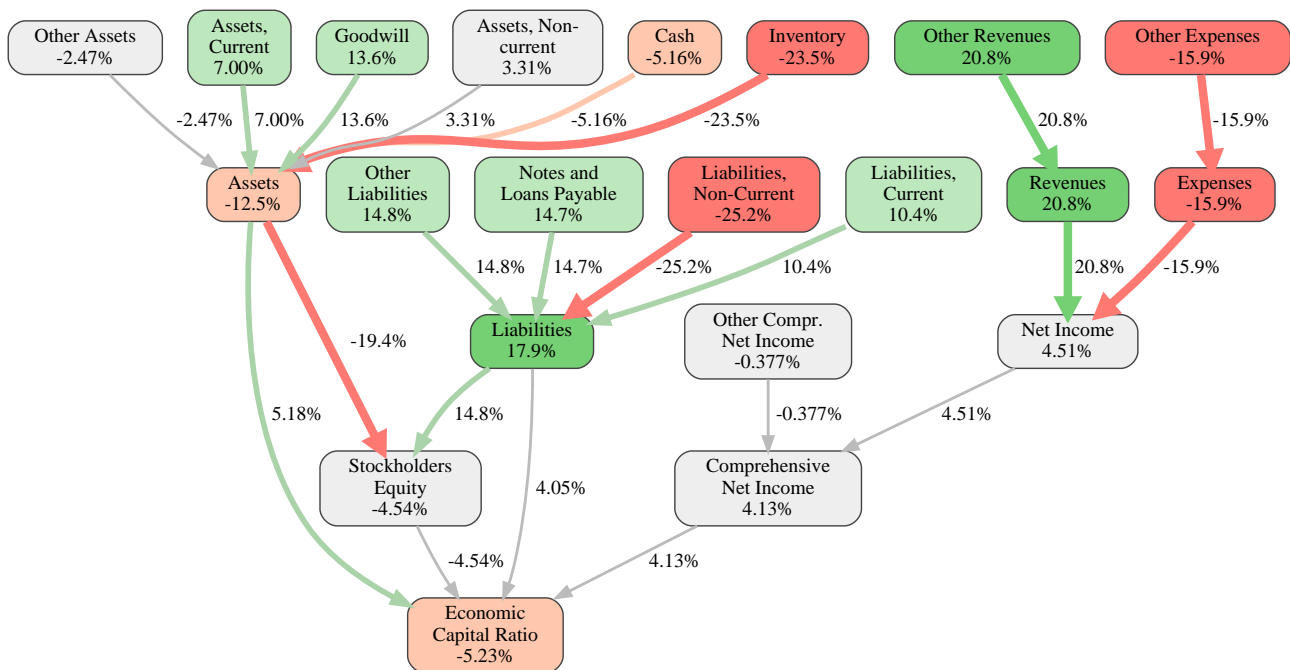 Other Assets
-2.47%
Assets,
Current
7.00%
Goodwill
13.6%
Assets, Non-
current
3.31%
Cash
-5.16%
Inventory
-23.5%
Other Revenues
20.8%
Other Expenses
-15.9%
-2.47%
7.00%
13.6%
3.31%
-5.16%
-23.5%
20.8%
-15.9%
Assets
-12.5%
Other
Liabilities
14.8%
Notes and
Loans Payable
14.7%
Liabilities,
Non-Current
-25.2%
Liabilities,
Current
10.4%
Revenues
20.8%
Expenses
-15.9%
14.8%
14.7%
-25.2%
10.4%
20.8%
-15.9%
Liabilities
17.9%
Other Compr.
Net Income
-0.377%
Net Income
4.51%
-19.4%
5.18%
14.8%
4.05%
-0.377%
4.51%
Stockholders
Equity
-4.54%
Comprehensive
Net Income
4.13%
-4.54%
4.13%
Economic
Capital Ratio
-5.23%